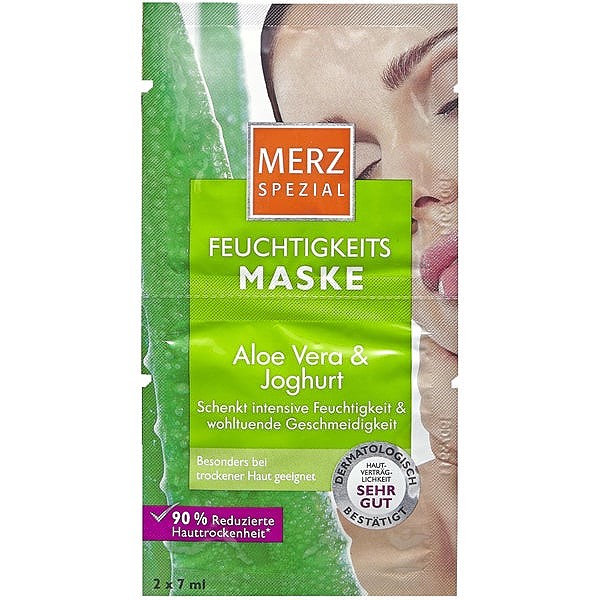 MERZ
SPEZIAL
FEUCHTIGKEITS
MASKE
Aloe Vera &
Joghurt
Schenkt intensive Feuchtigkeit &
wohltuende Geschmeidigkeit
Besonders bei
trockener Haut geeignet
DERMATOLOGISCH
HAUT-
VERTRÄG-
LICHKEIT
SEHR
GUT
BESTÄTIGT
90 % Reduzierte
Hauttrockenheit*
2 x 7 ml